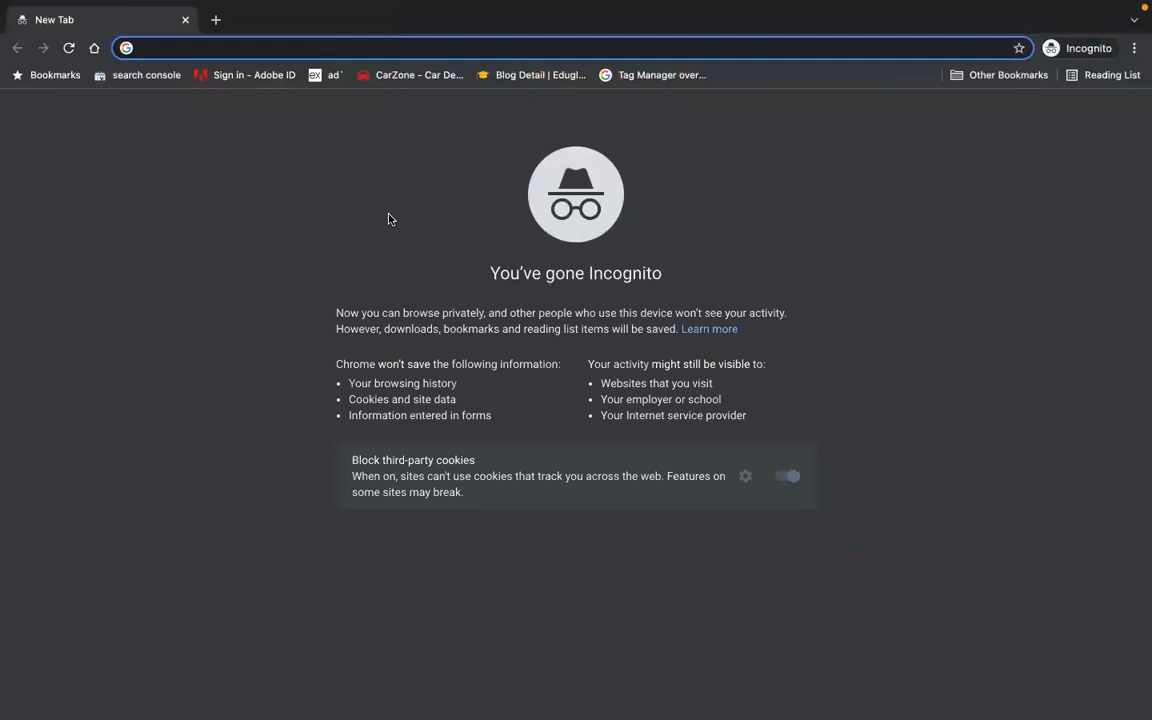 New Tab
Incognito
Bookmarks search console Sign in - Adobe ID ad` CarZone - Car De... Blog Detail | Edugl... Tag Manager over... Other Bookmarks Reading List
You've gone Incognito
Now you can browse privately, and other people who use this device won't see your activity.
However, downloads, bookmarks and reading list items will be saved. Learn more
Chrome won't save the following information:
• Your browsing history
• Cookies and site data
• Information entered in forms
Your activity might still be visible to:
• Websites that you visit
• Your employer or school
• Your Internet service provider
Block third-party cookies
When on, sites can't use cookies that track you across the web. Features on
some sites may break.